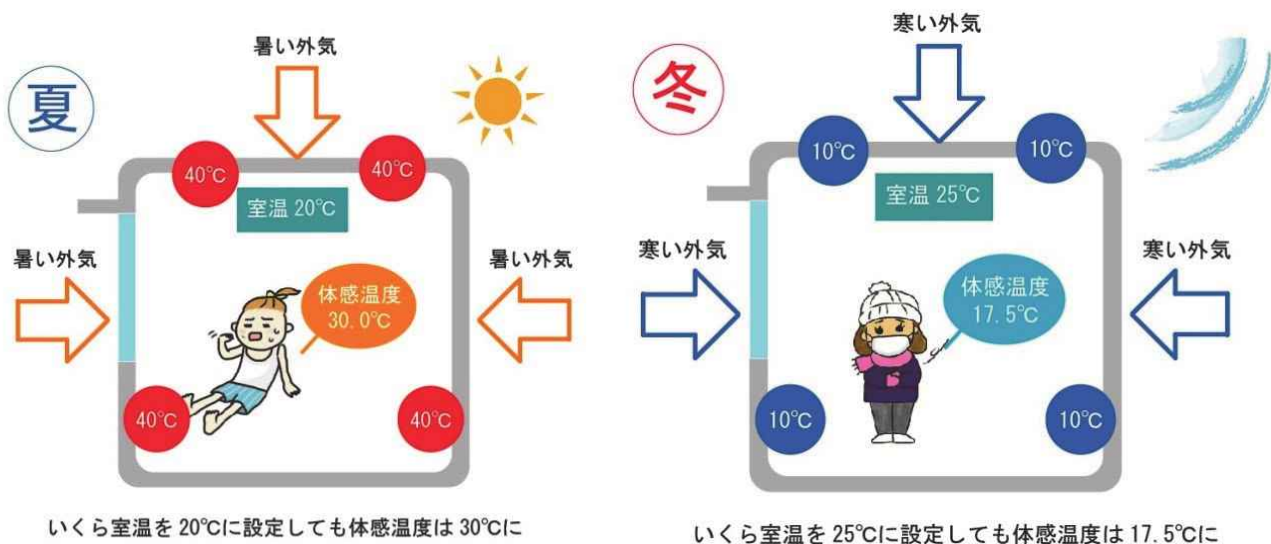 夏
暑い外気
40℃
40℃
室温 20℃
暑い外気
暑い外気
体感温度
30.0℃
40℃
40℃
いくら室温を 20℃に設定しても体感温度は 30℃に
冬
寒い外気
10℃
10℃
室温 25℃
寒い外気
寒い外気
体感温度
17.5℃
10℃
10℃
いくら室温を 25℃に設定しても体感温度は 17.5℃に